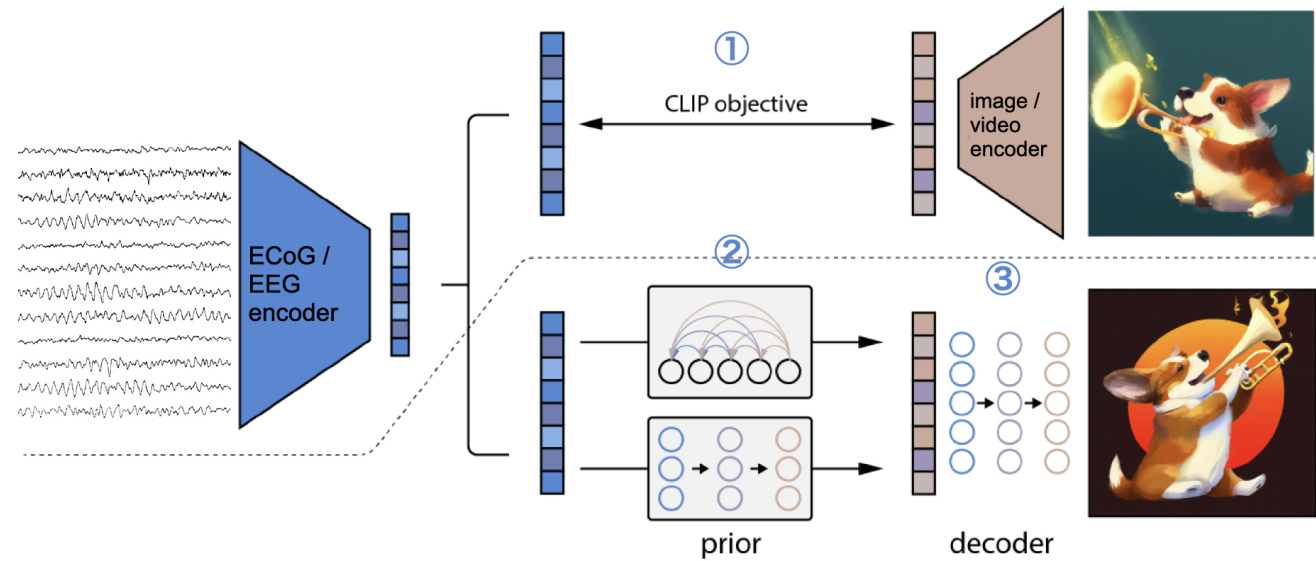 ①
CLIP objective
image /
video
encoder
ECoG /
EEG
encoder
②
③
prior
decoder